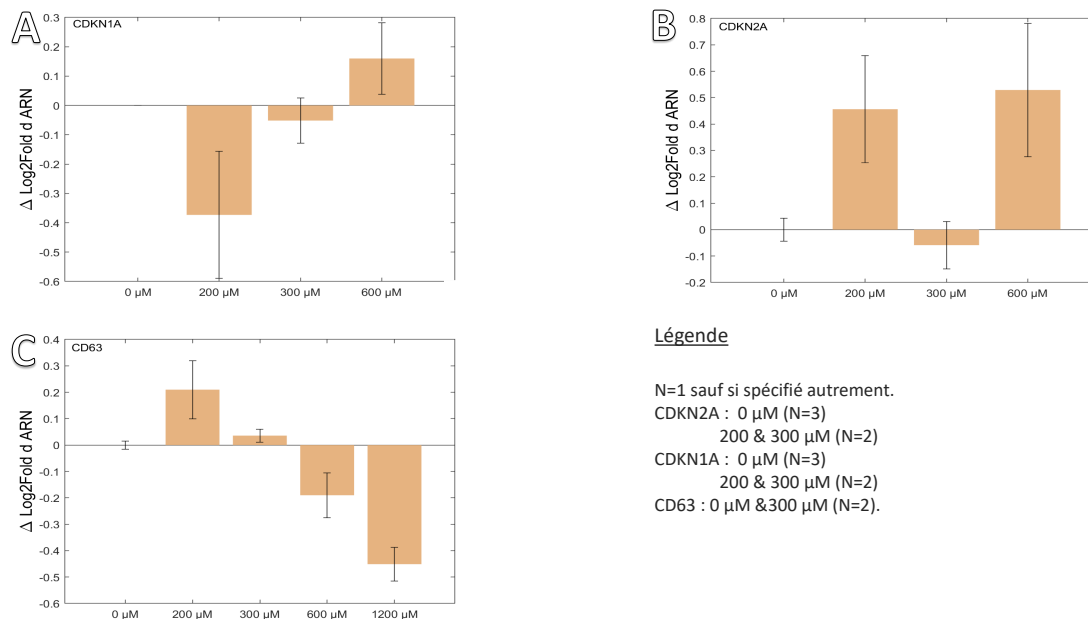 A
CDKN1A
Δ Log2Fold d ARN
0.3
0.2
0.1
0
-0.1
-0.2
-0.3
-0.4
-0.5
-0.6
0 µM 200 µM 300 µM 600 µM
B
CDKN2A
Δ Log2Fold d ARN
0.8
0.7
0.6
0.5
0.4
0.3
0.2
0.1
0
-0.1
-0.2
0 µM 200 µM 300 µM 600 µM
C
CD63
Δ Log2Fold d ARN
0.4
0.3
0.2
0.1
0
-0.1
-0.2
-0.3
-0.4
-0.5
-0.6
0 µM 200 µM 300 µM 600 µM 1200 µM
Légende
N=1 sauf si spécifié autrement.
CDKN2A : 0 µM (N=3)
200 & 300 µM (N=2)
CDKN1A : 0 µM (N=3)
200 & 300 µM (N=2)
CD63 : 0 µM &300 µM (N=2).